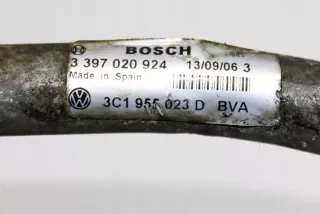 BOSCH
3 397 020 924 13/09/06 3
Made in Spain
3C1 955 023 D BVA